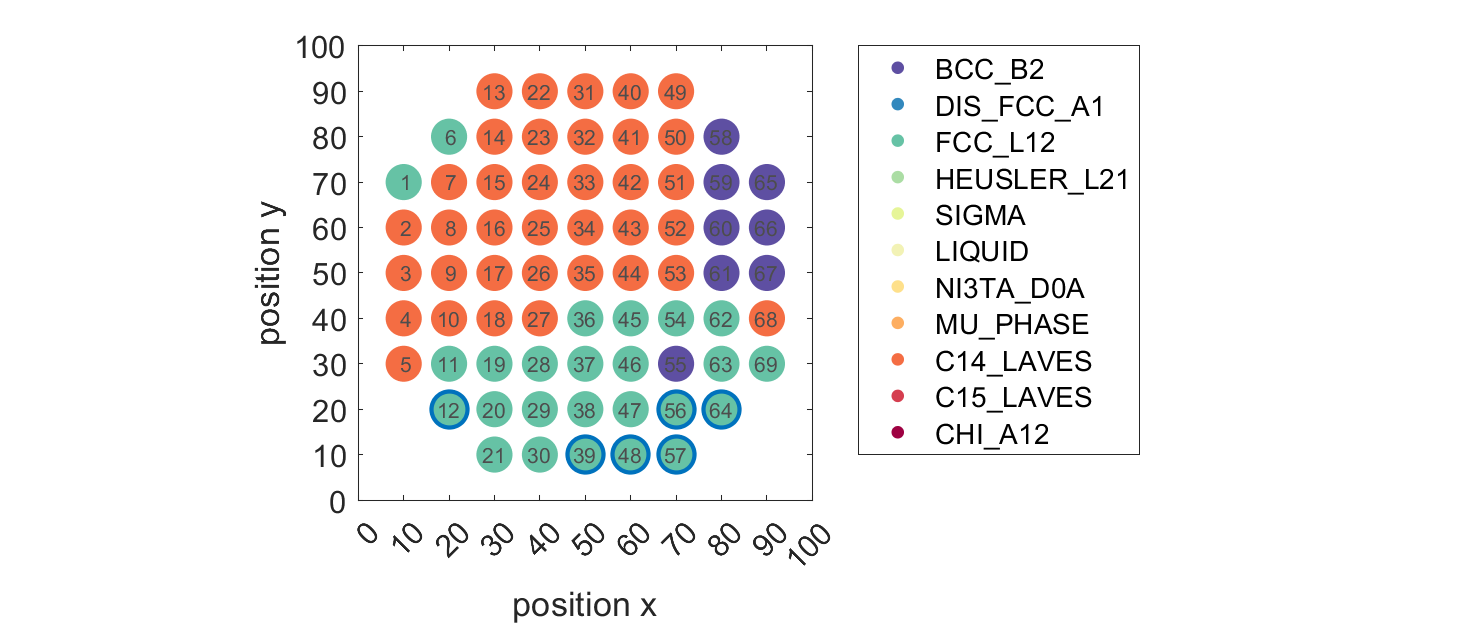 100
90
80
70
60
50
40
30
20
10
0
position y
13 22 31 40 49
6 14 23 32 41 50 58
1 7 15 24 33 42 51 59 65
2 8 16 25 34 43 52 60 66
3 9 17 26 35 44 53 61 67
4 10 18 27 36 45 54 62 68
5 11 19 28 37 46 55 63 69
12 20 29 38 47 56 64
21 30 39 48 57
0 10 20 30 40 50 60 70 80 90 100
position x
BCC_B2
DIS_FCC_A1
FCC_L12
HEUSLER_L21
SIGMA
LIQUID
NI3TA_D0A
MU_PHASE
C14_LAVES
C15_LAVES
CHI_A12